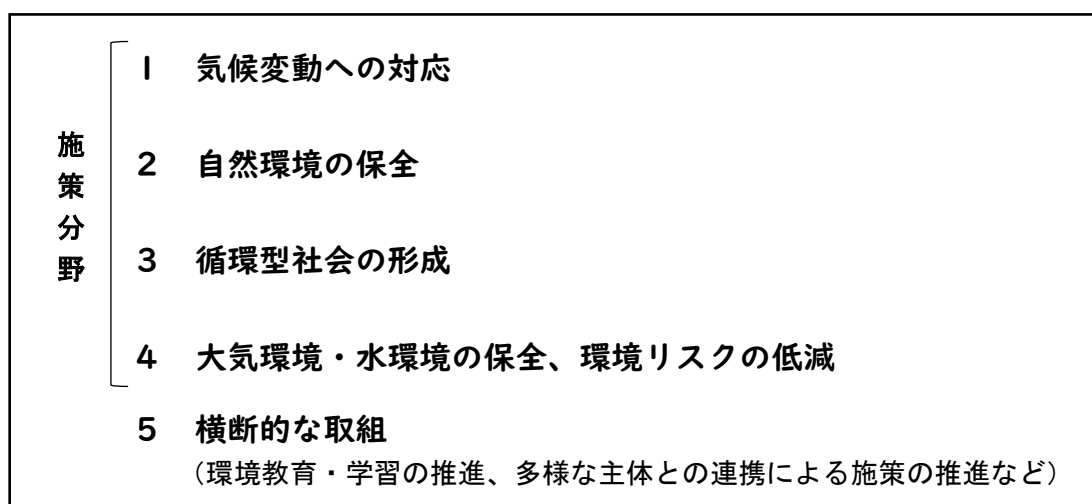 施策分野
1 気候変動への対応
2 自然環境の保全
3 循環型社会の形成
4 大気環境・水環境の保全、環境リスクの低減
5 横断的な取組
（環境教育・学習の推進、多様な主体との連携による施策の推進など）